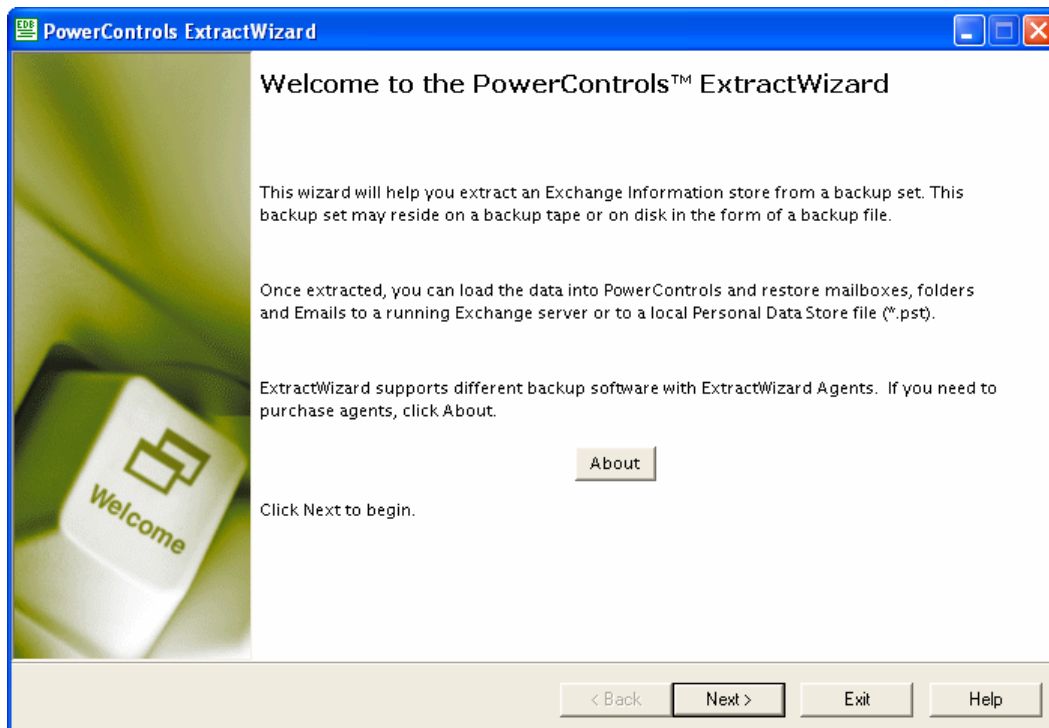 EDB
PowerControls ExtractWizard
Welcome to the PowerControls™ ExtractWizard
This wizard will help you extract an Exchange Information store from a backup set. This
backup set may reside on a backup tape or on disk in the form of a backup file.
Once extracted, you can load the data into PowerControls and restore mailboxes, folders
and Emails to a running Exchange server or to a local Personal Data Store file (*.pst).
ExtractWizard supports different backup software with ExtractWizard Agents. If you need to
purchase agents, click About.
About
Welcome
Click Next to begin.
< Back
Next >
Exit
Help